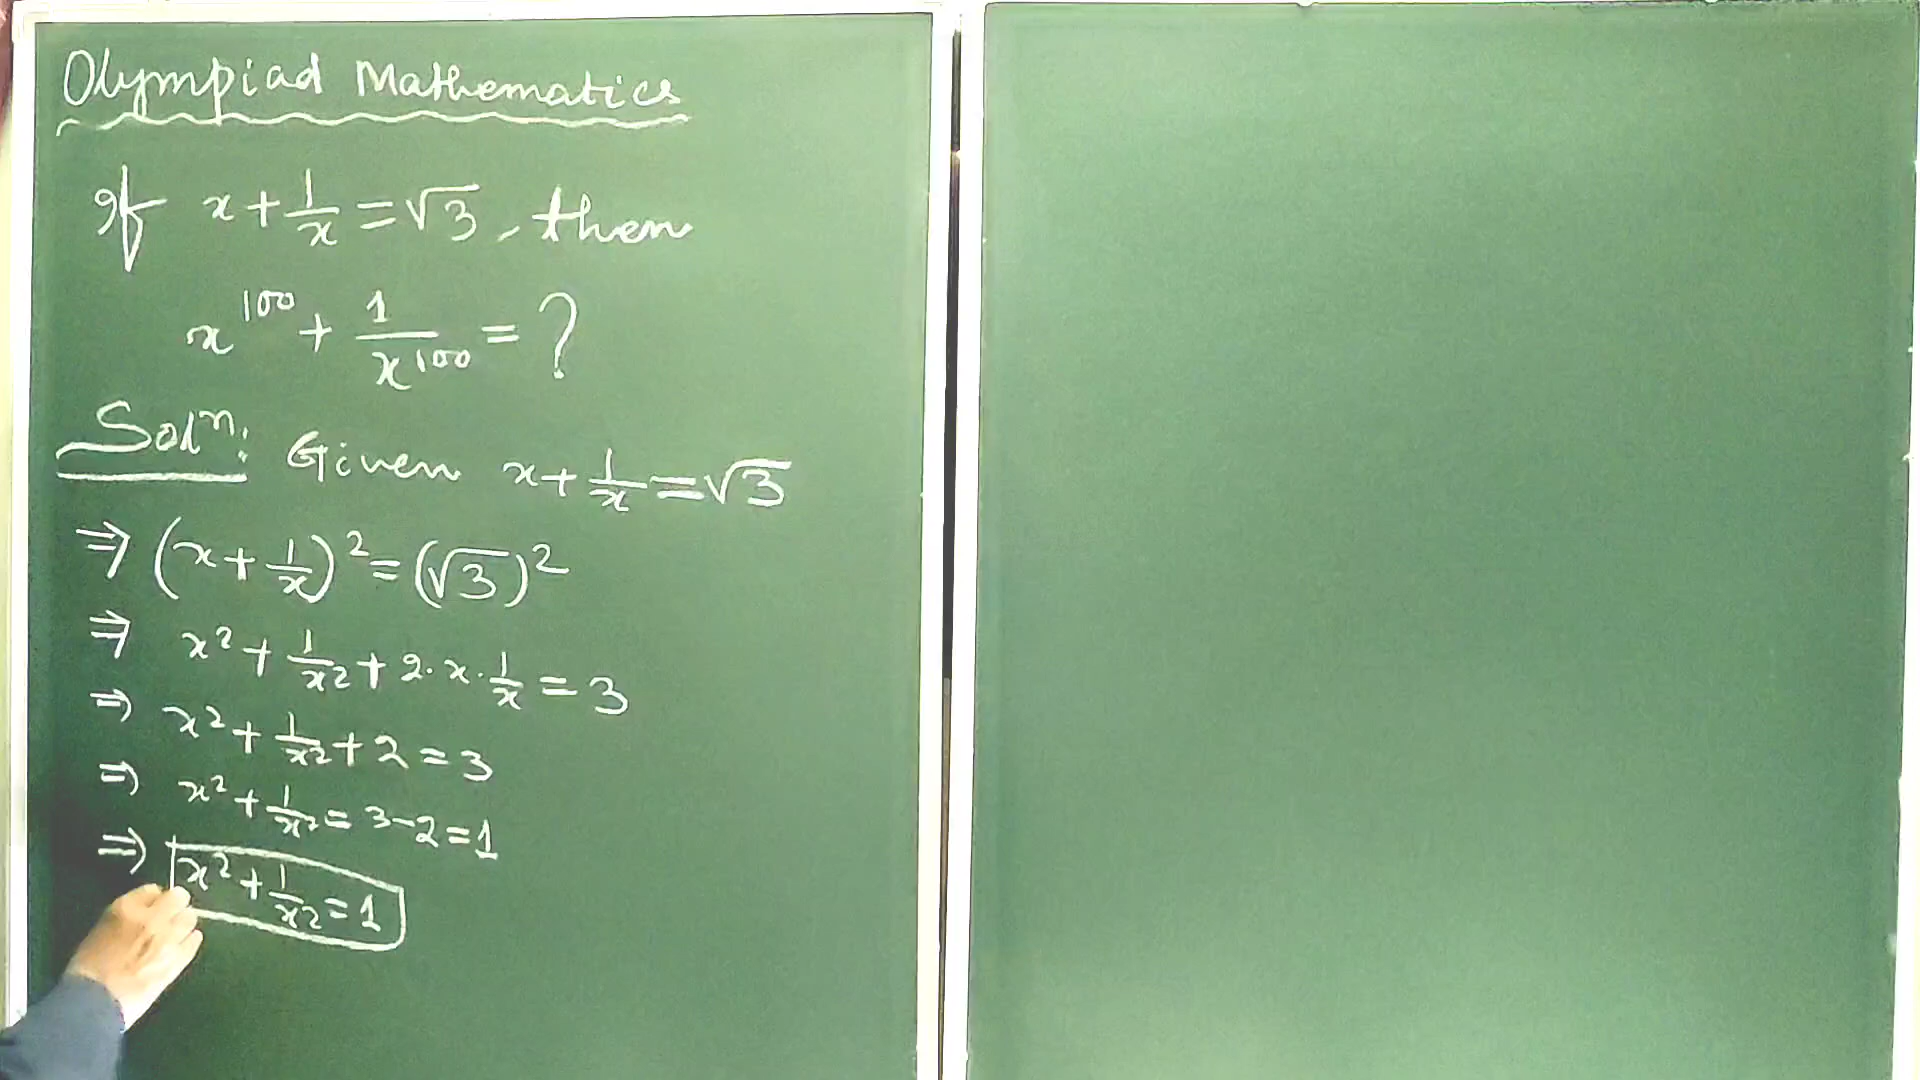 Olympiad Mathematics
If x + 1/x = √3, then
x^100 + 1/x^100 = ?
Solⁿ: Given x + 1/x = √3
⇒ (x + 1/x)² = (√3)²
⇒ x² + 1/x² + 2·x·1/x = 3
⇒ x² + 1/x² + 2 = 3
⇒ x² + 1/x² = 3 - 2 = 1
⇒ x² + 1/x² = 1